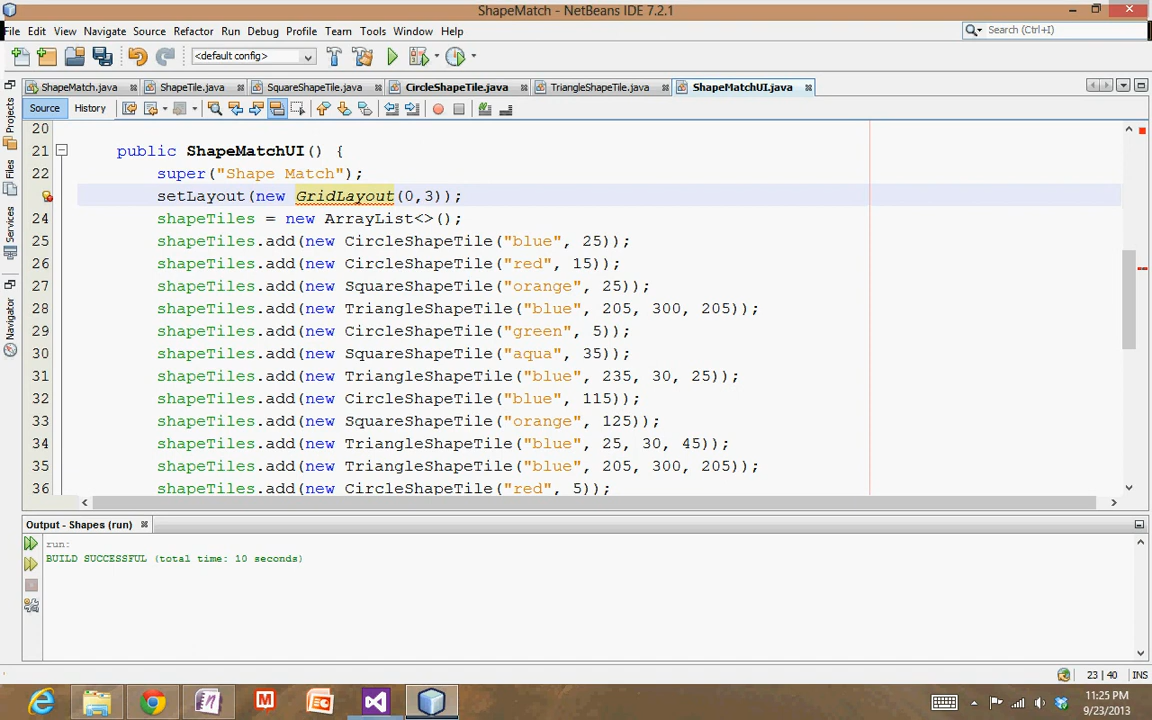 ShapeMatch - NetBeans IDE 7.2.1
File Edit View Navigate Source Refactor Run Debug Profile Team Tools Window Help
Search (Ctrl+I)
<default config>
ShapeMatch.java ShapeTile.java SquareShapeTile.java CircleShapeTile.java TriangleShapeTile.java ShapeMatchUI.java
Source History
Projects
Files
Services
Navigator
20
21 public ShapeMatchUI() {
22 super("Shape Match");
setLayout(new GridLayout(0,3));
24 shapeTiles = new ArrayList<>();
25 shapeTiles.add(new CircleShapeTile("blue", 25));
26 shapeTiles.add(new CircleShapeTile("red", 15));
27 shapeTiles.add(new SquareShapeTile("orange", 25));
28 shapeTiles.add(new TriangleShapeTile("blue", 205, 300, 205));
29 shapeTiles.add(new CircleShapeTile("green", 5));
30 shapeTiles.add(new SquareShapeTile("aqua", 35));
31 shapeTiles.add(new TriangleShapeTile("blue", 235, 30, 25));
32 shapeTiles.add(new CircleShapeTile("blue", 115));
33 shapeTiles.add(new SquareShapeTile("orange", 125));
34 shapeTiles.add(new TriangleShapeTile("blue", 25, 30, 45));
35 shapeTiles.add(new TriangleShapeTile("blue", 205, 300, 205));
36 shapeTiles.add(new CircleShapeTile("red", 5));
Output - Shapes (run)
run:
BUILD SUCCESSFUL (total time: 10 seconds)
23 | 40 INS
11:25 PM
9/23/2013